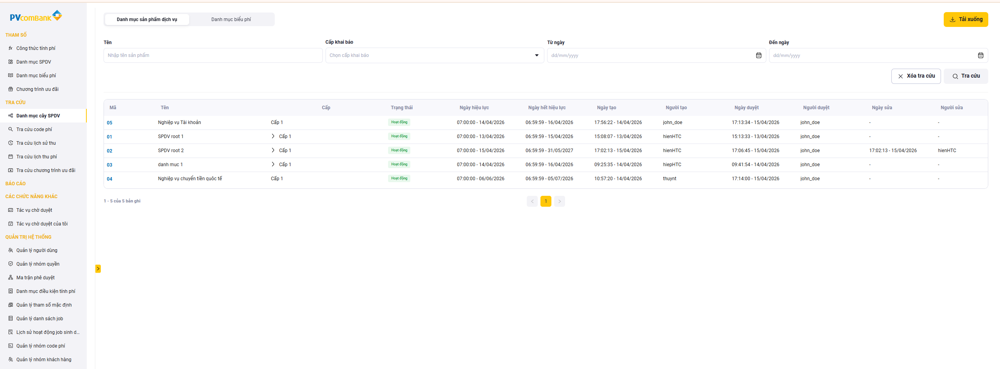 PVcomBank
THAM SỐ
Công thức tính phí
Danh mục SPDV
Danh mục biểu phí
Chương trình ưu đãi
TRA CỨU
Danh mục cây SPDV
Tra cứu code phí
Tra cứu lịch sử thu
Tra cứu lịch thu phí
Tra cứu chương trình ưu đãi
BÁO CÁO
CÁC CHỨC NĂNG KHÁC
Tác vụ chờ duyệt
Tác vụ chờ duyệt của tôi
QUẢN TRỊ HỆ THỐNG
Quản lý người dùng
Quản lý nhóm quyền
Ma trận phê duyệt
Danh mục điều kiện tính phí
Quản lý tham số mặc định
Quản lý danh sách job
Lịch sử hoạt động job sinh d...
Quản lý nhóm code phí
Quản lý nhóm khách hàng
Danh mục sản phẩm dịch vụ Danh mục biểu phí
Tải xuống
Tên Cấp khai báo Từ ngày Đến ngày
Nhập tên sản phẩm Chọn cấp khai báo dd/mm/yyyy dd/mm/yyyy
Xóa tra cứu Tra cứu
Mã Tên Cấp Trạng thái Ngày hiệu lực Ngày hết hiệu lực Ngày tạo Người tạo Ngày duyệt Người duyệt Ngày sửa Người sửa
05 Nghiệp vụ Tài khoản Cấp 1 Hoạt động 07:00:00 - 14/04/2026 06:59:59 - 16/04/2026 17:56:22 - 14/04/2026 john_doe 17:13:34 - 15/04/2026 john_doe - -
01 SPDV root 1 Cấp 1 Hoạt động 07:00:00 - 13/04/2026 06:59:59 - 15/04/2026 15:08:07 - 13/04/2026 hienHTC 15:13:33 - 13/04/2026 john_doe - -
02 SPDV root 2 Cấp 1 Hoạt động 07:00:00 - 15/04/2026 06:59:59 - 31/05/2027 17:02:13 - 15/04/2026 hienHTC 17:06:45 - 15/04/2026 john_doe 17:02:13 - 15/04/2026 hienHTC
03 danh muc 1 Cấp 1 Hoạt động 07:00:00 - 14/04/2026 06:59:59 - 16/04/2026 09:25:35 - 14/04/2026 hiepHTC 09:41:54 - 14/04/2026 john_doe - -
04 Nghiệp vụ chuyển tiền quôc tế Cấp 1 Hoạt động 07:00:00 - 06/06/2026 06:59:59 - 05/07/2026 10:57:20 - 14/04/2026 thuynt 17:14:00 - 15/04/2026 john_doe - -
1 - 5 của 5 bản ghi
1